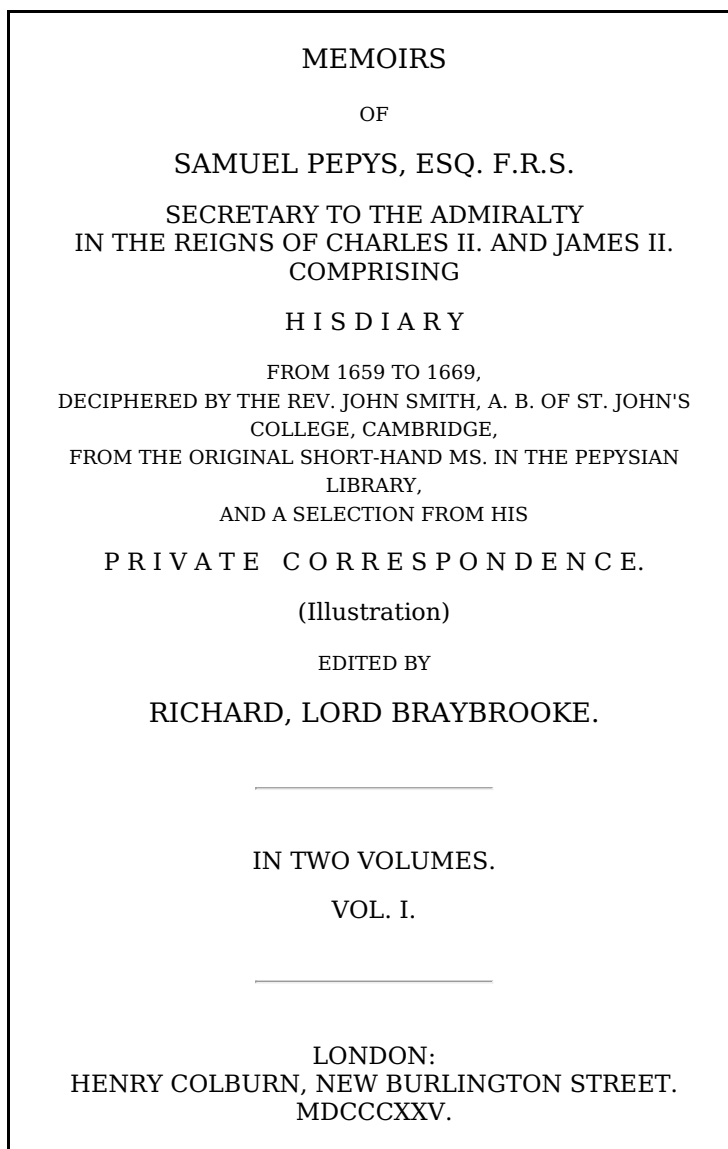 MEMOIRS
OF
SAMUEL PEPYS, ESQ. F.R.S.
SECRETARY TO THE ADMIRALTY
IN THE REIGNS OF CHARLES II. AND JAMES II.
COMPRISING
H I S D I A R Y
FROM 1659 TO 1669,
DECIPHERED BY THE REV. JOHN SMITH, A. B. OF ST. JOHN'S
COLLEGE, CAMBRIDGE,
FROM THE ORIGINAL SHORT-HAND MS. IN THE PEPYSIAN
LIBRARY,
AND A SELECTION FROM HIS
P R I V A T E C O R R E S P O N D E N C E.
(Illustration)
EDITED BY
RICHARD, LORD BRAYBROOKE.
IN TWO VOLUMES.
VOL. I.
LONDON:
HENRY COLBURN, NEW BURLINGTON STREET.
MDCCCXXV.